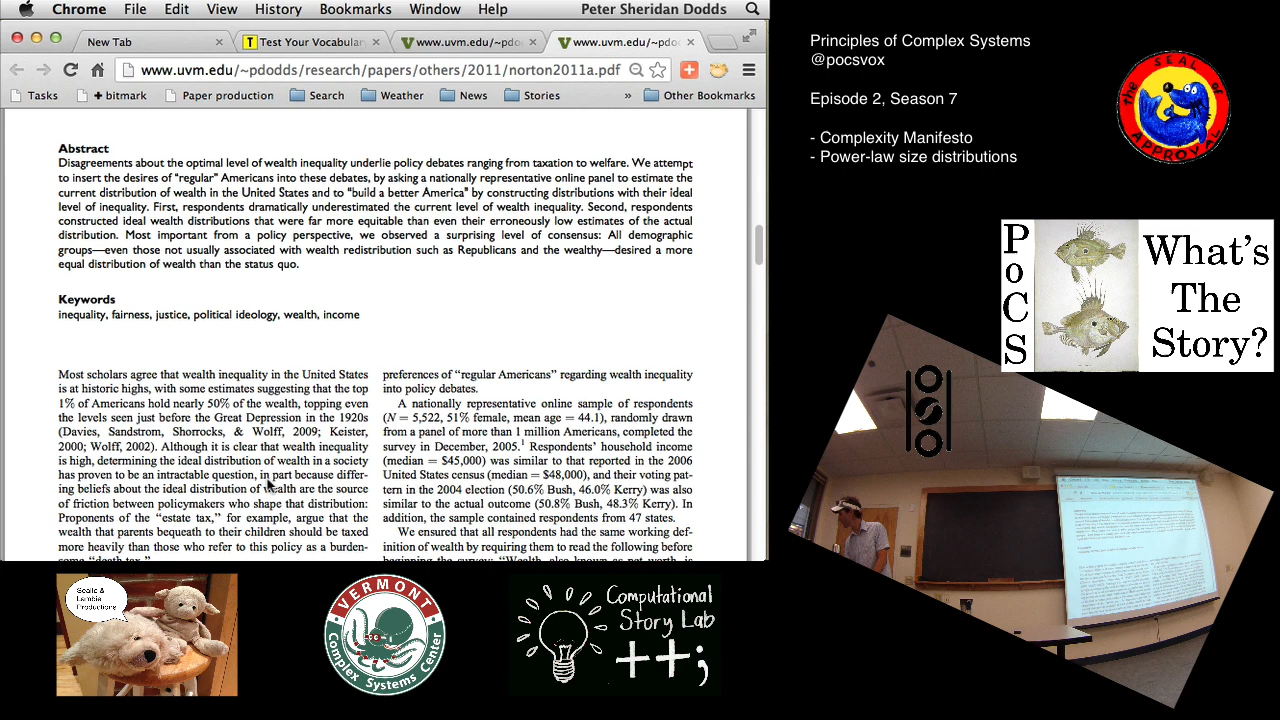 Chrome File Edit View History Bookmarks Window Help Peter Sheridan Dodds
New Tab
Test Your Vocabular
www.uvm.edu/~pdo
www.uvm.edu/~pdoc
www.uvm.edu/~pdodds/research/papers/others/2011/norton2011a.pdf
Tasks bitmark Paper production Search Weather News Stories » Other Bookmarks
Abstract
Disagreements about the optimal level of wealth inequality underlie policy debates ranging from taxation to welfare. We attempt
to insert the desires of "regular" Americans into these debates, by asking a nationally representative online panel to estimate the
current distribution of wealth in the United States and to "build a better America" by constructing distributions with their ideal
level of inequality. First, respondents dramatically underestimated the current level of wealth inequality. Second, respondents
constructed ideal wealth distributions that were far more equitable than even their erroneously low estimates of the actual
distribution. Most important from a policy perspective, we observed a surprising level of consensus: All demographic
groups—even those not usually associated with wealth redistribution such as Republicans and the wealthy—desired a more
equal distribution of wealth than the status quo.
Keywords
inequality, fairness, justice, political ideology, wealth, income
Most scholars agree that wealth inequality in the United States
is at historic highs, with some estimates suggesting that the top
1% of Americans hold nearly 50% of the wealth, topping even
the levels seen just before the Great Depression in the 1920s
(Davies, Sandstrom, Shorrocks, & Wolff, 2009; Keister,
2000; Wolff, 2002). Although it is clear that wealth inequality
is high, determining the ideal distribution of wealth in a society
has proven to be an intractable question, in part because differ-
ing beliefs about the ideal distribution of wealth are the source
of friction between policymakers who shape that distribution:
Proponents of the "estate tax," for example, argue that the
wealth that parents bequeath to their children should be taxed
more heavily than those who refer to this policy as a burden-
some "death tax."
preferences of "regular Americans" regarding wealth inequality
into policy debates.
A nationally representative online sample of respondents
(N = 5,522, 51% female, mean age = 44.1), randomly drawn
from a panel of more than 1 million Americans, completed the
survey in December, 2005.1 Respondents' household income
(median = $45,000) was similar to that reported in the 2006
United States census (median = $48,000), and their voting pat-
tern in the 2004 election (50.6% Bush, 46.0% Kerry) was also
similar to the actual outcome (50.8% Bush, 48.3% Kerry). In
addition, the sample contained respondents from 47 states.
We ensured that all respondents had the same working def-
inition of wealth by requiring them to read the following before
Principles of Complex Systems
@pocsvox
Episode 2, Season 7
- Complexity Manifesto
- Power-law size distributions
the SEAL of APPROVAL
PoCS
What's
The
Story?
Sealie &
Lambie
Productions
VERMONT
Complex Systems Center
Computational
Story Lab
++;